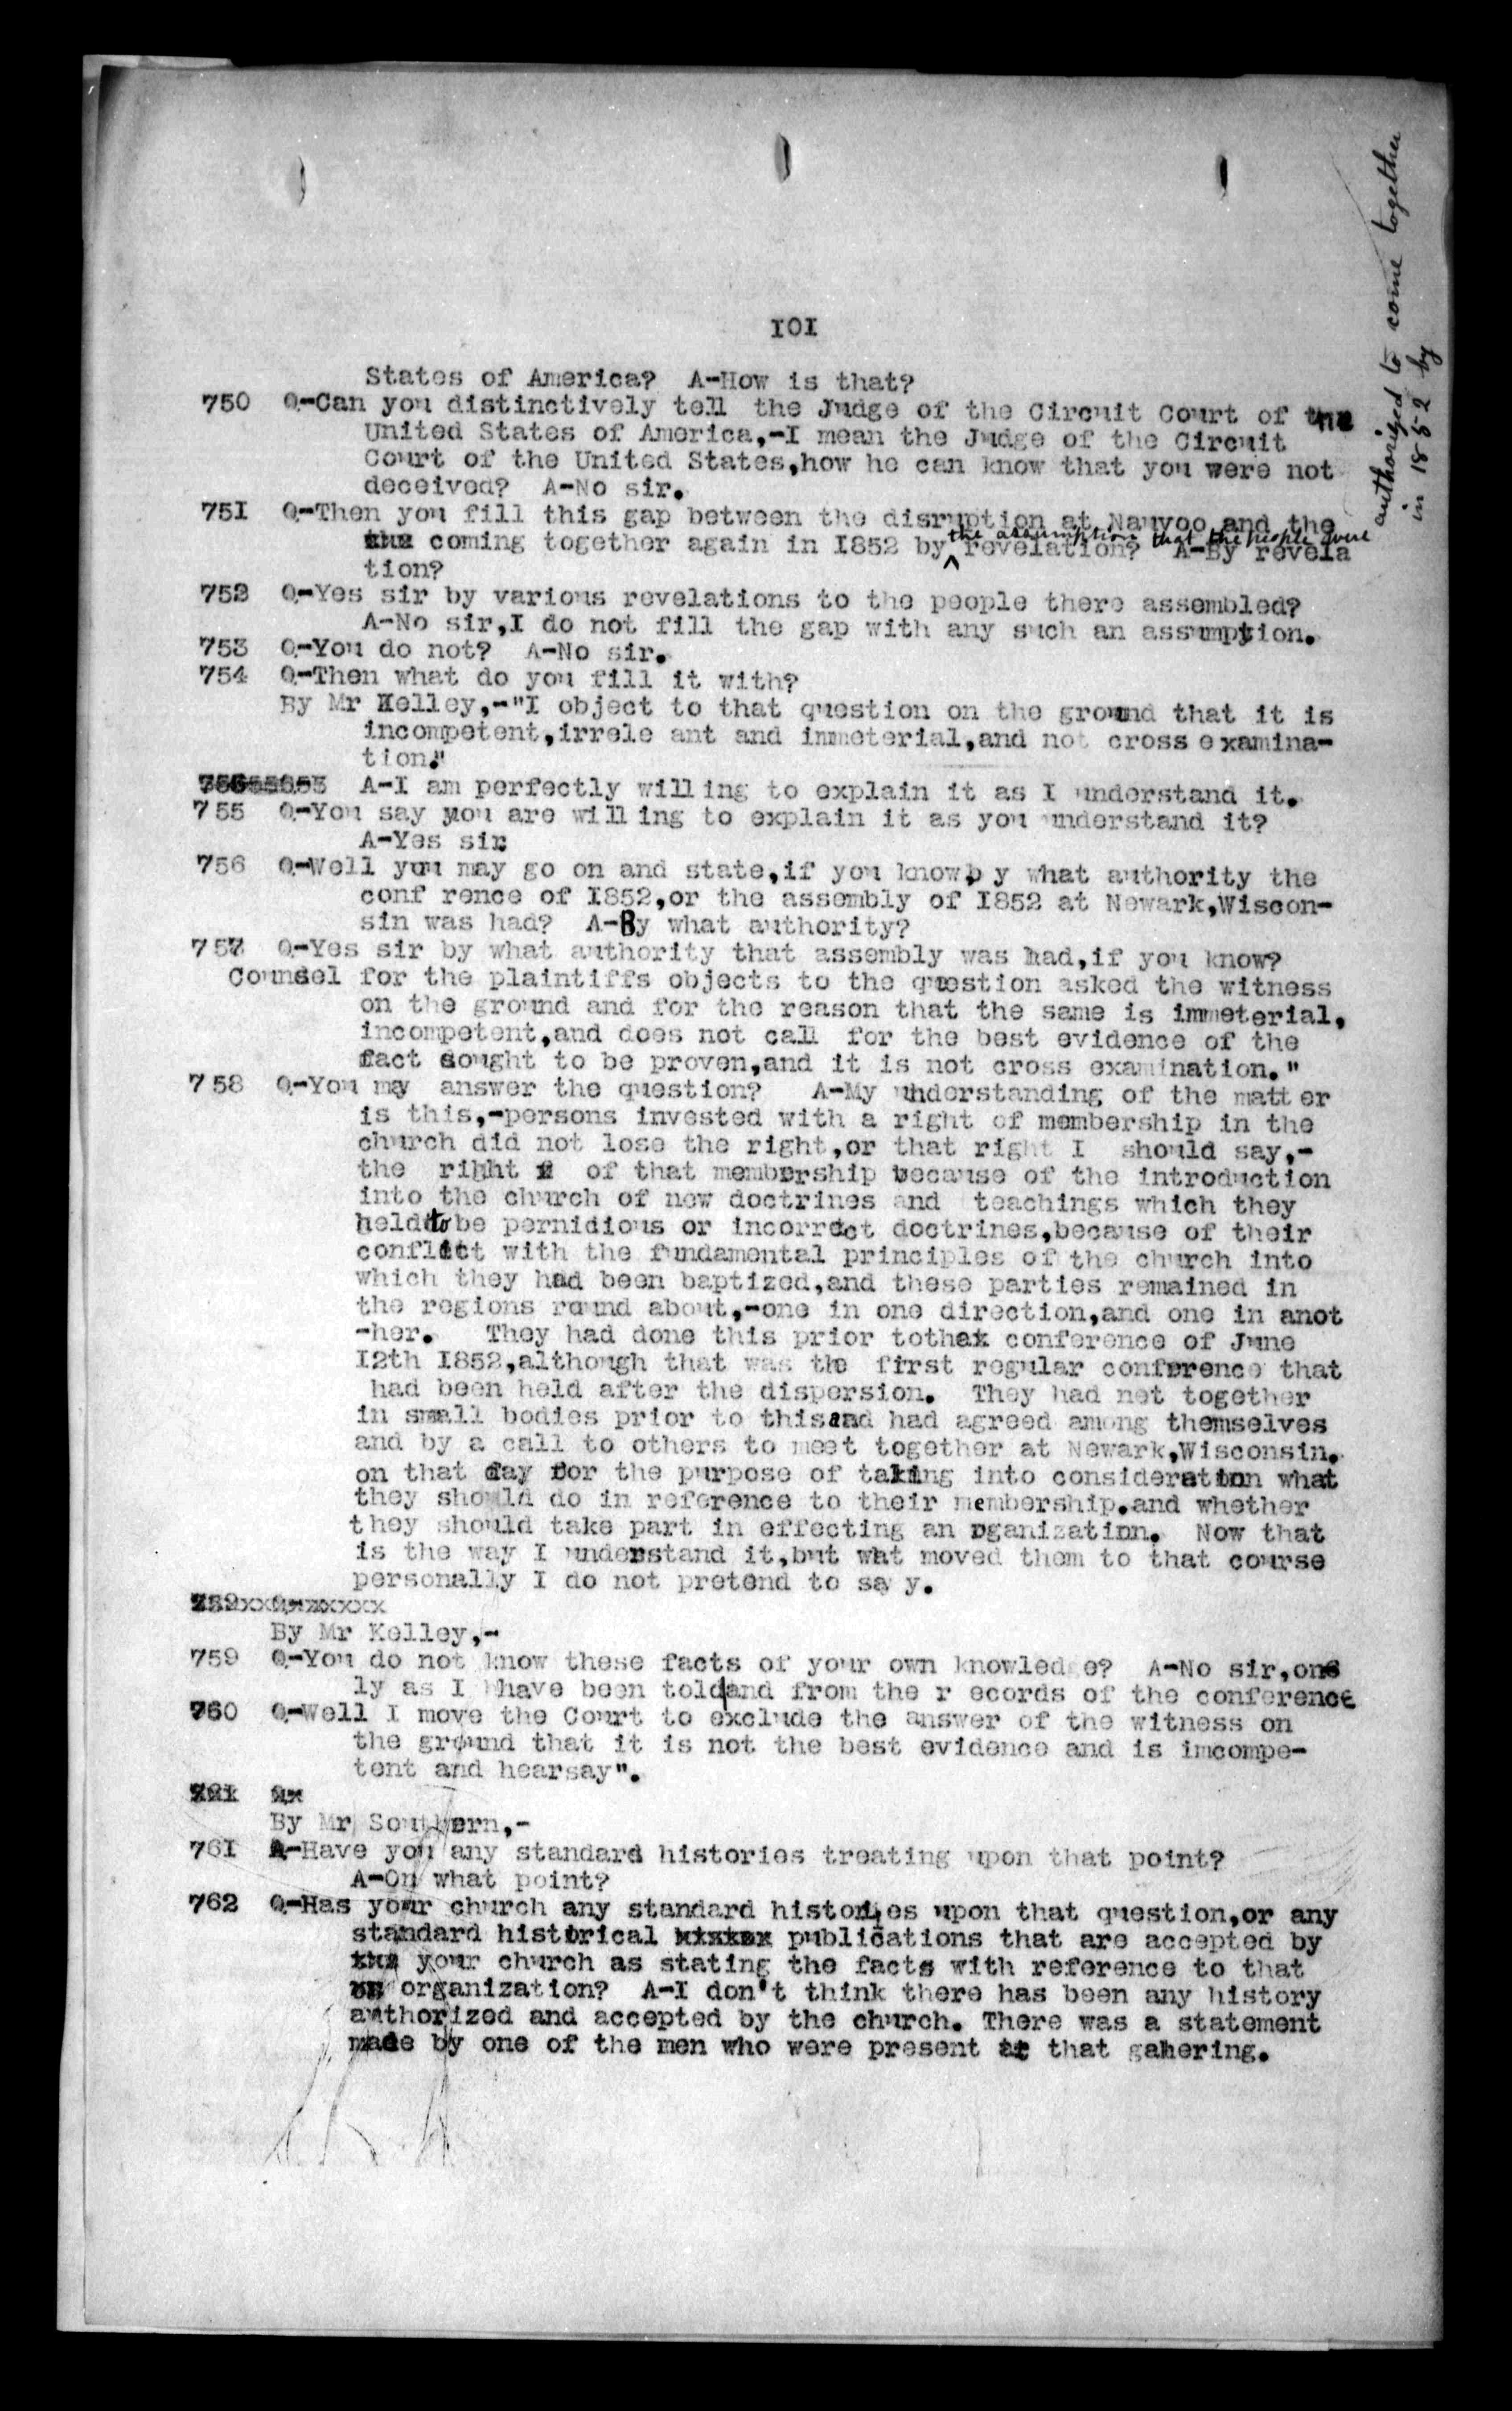 101
States of America? A-How is that?
750 Q-Can you distinctively tell the Judge of the Circuit Court of the
United States of America,-I mean the Judge of the Circuit
Court of the United States,how he can know that you were not
deceived? A-No sir.
751 Q-Then you fill this gap between the disruption at Nauvoo and the
the assumption that the people were
authorized to come together
in 1852 by
coming together again in 1852 by revelation? A-By revela
tion?
752 Q-Yes sir by various revelations to the people there assembled?
A-No sir,I do not fill the gap with any such an assumption.
753 Q-You do not? A-No sir.
754 Q-Then what do you fill it with?
By Mr Kelley,-"I object to that question on the ground that it is
incompetent,irrele ant and immeterial,and not cross examina-
tion."
A-I am perfectly willing to explain it as I understand it.
755 Q-You say you are willing to explain it as you understand it?
A-Yes sir
756 Q-Well you may go on and state,if you know,b y what authority the
conf rence of 1852,or the assembly of 1852 at Newark,Wiscon-
sin was had? A-By what authority?
757 Q-Yes sir by what authority that assembly was had,if you know?
Counsel for the plaintiffs objects to the question asked the witness
on the ground and for the reason that the same is immeterial,
incompetent,and does not call for the best evidence of the
fact sought to be proven,and it is not cross examination."
758 Q-You may answer the question? A-My understanding of the matter
is this,-persons invested with a right of membership in the
church did not lose the right,or that right I should say,-
the rihht of that membership because of the introduction
into the church of new doctrines and teachings which they
held to be pernidious or incorrect doctrines,because of their
conflict with the fundamental principles of the church into
which they had been baptized,and these parties remained in
the regions round about,-one in one direction,and one in anot
-her. They had done this prior tothat conference of June
12th 1852,although that was the first regular conference that
had been held after the dispersion. They had net together
in small bodies prior to this and had agreed among themselves
and by a call to others to meet together at Newark,Wisconsin.
on that day for the purpose of taking into consideration what
they should do in reference to their membership.and whether
they should take part in effecting an organization. Now that
is the way I understand it,but what moved them to that course
personally I do not pretend to sa y.
By Mr Kelley,-
759 Q-You do not know these facts of your own knowledge? A-No sir,on
ly as I hhave been told and from the r ecords of the conference
760 Q-Well I move the Court to exclude the answer of the witness on
the ground that it is not the best evidence and is imcompe-
tent and hearsay".
By Mr Southern,-
761 Q-Have you any standard histories treating upon that point?
A-On what point?
762 Q-Has your church any standard histories upon that question,or any
standard historical publications that are accepted by
your church as stating the facts with reference to that
organization? A-I don't think there has been any history
authorized and accepted by the church. There was a statement
made by one of the men who were present at that gahering.